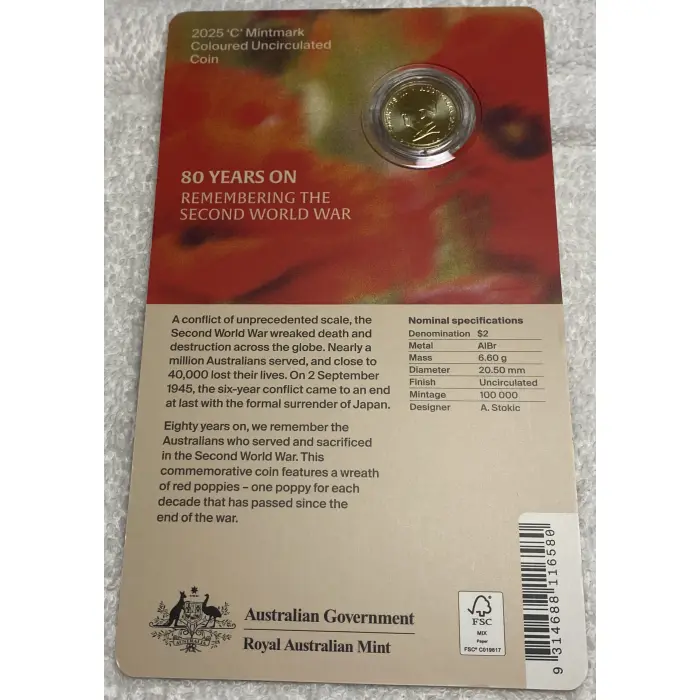 2025 'C' Mintmark
Coloured Uncirculated
Coin
80 YEARS ON
REMEMBERING THE
SECOND WORLD WAR
A conflict of unprecedented scale, the
Second World War wreaked death and
destruction across the globe. Nearly a
million Australians served, and close to
40,000 lost their lives. On 2 September
1945, the six-year conflict came to an end
at last with the formal surrender of Japan.
Eighty years on, we remember the
Australians who served and sacrificed
in the Second World War. This
commemorative coin features a wreath
of red poppies – one poppy for each
decade that has passed since the
end of the war.
Nominal specifications
Denomination $2
Metal AlBr
Mass 6.60 g
Diameter 20.50 mm
Finish Uncirculated
Mintage 100 000
Designer A. Stokic
AUSTRALIA
Australian Government
Royal Australian Mint
FSC
MIX
Paper
FSC® C019617
9 314688 116580